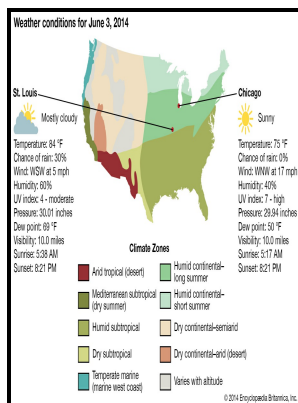 Weather conditions for June 3, 2014
St. Louis
Mostly cloudy
Temperature: 84 °F
Chance of rain: 30%
Wind: WSW at 5 mph
Humidity: 60%
UV index: 4 - moderate
Pressure: 30.01 inches
Dew point: 69 °F
Visibility: 10.0 miles
Sunrise: 5:38 AM
Sunset: 8:21 PM
Chicago
Sunny
Temperature: 75 °F
Chance of rain: 0%
Wind: WNW at 17 mph
Humidity: 40%
UV index: 7 - high
Pressure: 29.94 inches
Dew point: 50 °F
Visibility: 10.0 miles
Sunrise: 5:17 AM
Sunset: 8:21 PM
Climate Zones
Arid tropical (desert)
Mediterranean subtropical
(dry summer)
Humid subtropical
Dry subtropical
Temperate marine
(marine west coast)
Humid continental–
long summer
Humid continental–
short summer
Dry continental–semiarid
Dry continental–arid (desert)
Varies with altitude
© 2014 Encyclopædia Britannica, Inc.